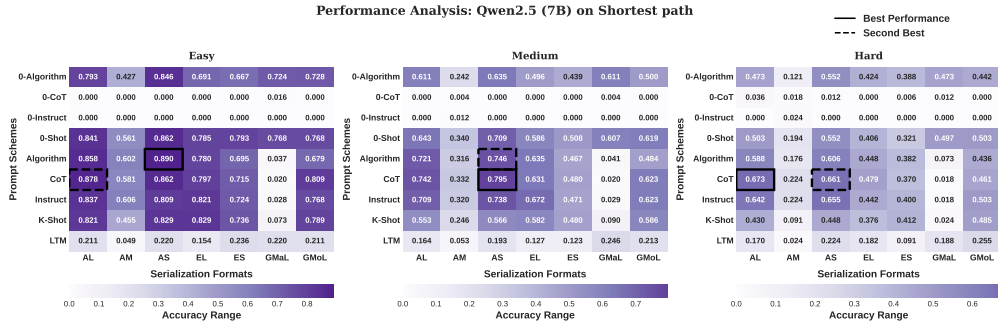 Performance Analysis: Qwen2.5 (7B) on Shortest path
Best Performance
Second Best
Easy
Prompt Schemes
0-Algorithm 0.793 0.427 0.846 0.691 0.667 0.724 0.728
0-CoT 0.000 0.000 0.000 0.000 0.000 0.016 0.000
0-Instruct 0.000 0.000 0.000 0.000 0.000 0.000 0.000
0-Shot 0.841 0.561 0.862 0.785 0.793 0.768 0.768
Algorithm 0.858 0.602 0.890 0.780 0.695 0.037 0.679
CoT 0.878 0.581 0.862 0.797 0.715 0.020 0.809
Instruct 0.837 0.606 0.809 0.821 0.724 0.028 0.763
K-Shot 0.821 0.455 0.829 0.829 0.736 0.073 0.789
LTM 0.211 0.049 0.220 0.154 0.236 0.220 0.211
AL AM AS EL ES GMaL GMoL
Serialization Formats
0.0 0.1 0.2 0.3 0.4 0.5 0.6 0.7 0.8
Accuracy Range
Medium
Prompt Schemes
0-Algorithm 0.611 0.242 0.635 0.496 0.439 0.611 0.500
0-CoT 0.000 0.004 0.000 0.000 0.000 0.004 0.000
0-Instruct 0.000 0.012 0.000 0.000 0.000 0.000 0.000
0-Shot 0.643 0.340 0.709 0.586 0.508 0.607 0.619
Algorithm 0.721 0.316 0.746 0.635 0.467 0.041 0.484
CoT 0.742 0.332 0.795 0.631 0.480 0.020 0.623
Instruct 0.709 0.320 0.738 0.672 0.471 0.029 0.623
K-Shot 0.553 0.246 0.566 0.582 0.480 0.090 0.586
LTM 0.164 0.053 0.193 0.127 0.123 0.246 0.213
AL AM AS EL ES GMaL GMoL
Serialization Formats
0.0 0.1 0.2 0.3 0.4 0.5 0.6 0.7
Accuracy Range
Hard
Prompt Schemes
0-Algorithm 0.473 0.121 0.552 0.424 0.388 0.473 0.442
0-CoT 0.036 0.018 0.012 0.000 0.006 0.012 0.000
0-Instruct 0.000 0.024 0.000 0.000 0.000 0.000 0.000
0-Shot 0.503 0.194 0.552 0.406 0.321 0.497 0.503
Algorithm 0.588 0.176 0.606 0.448 0.382 0.073 0.436
CoT 0.673 0.224 0.661 0.479 0.370 0.018 0.461
Instruct 0.642 0.224 0.655 0.442 0.400 0.018 0.503
K-Shot 0.430 0.091 0.448 0.376 0.412 0.024 0.485
LTM 0.170 0.024 0.224 0.182 0.091 0.188 0.255
AL AM AS EL ES GMaL GMoL
Serialization Formats
0.0 0.1 0.2 0.3 0.4 0.5 0.6
Accuracy Range